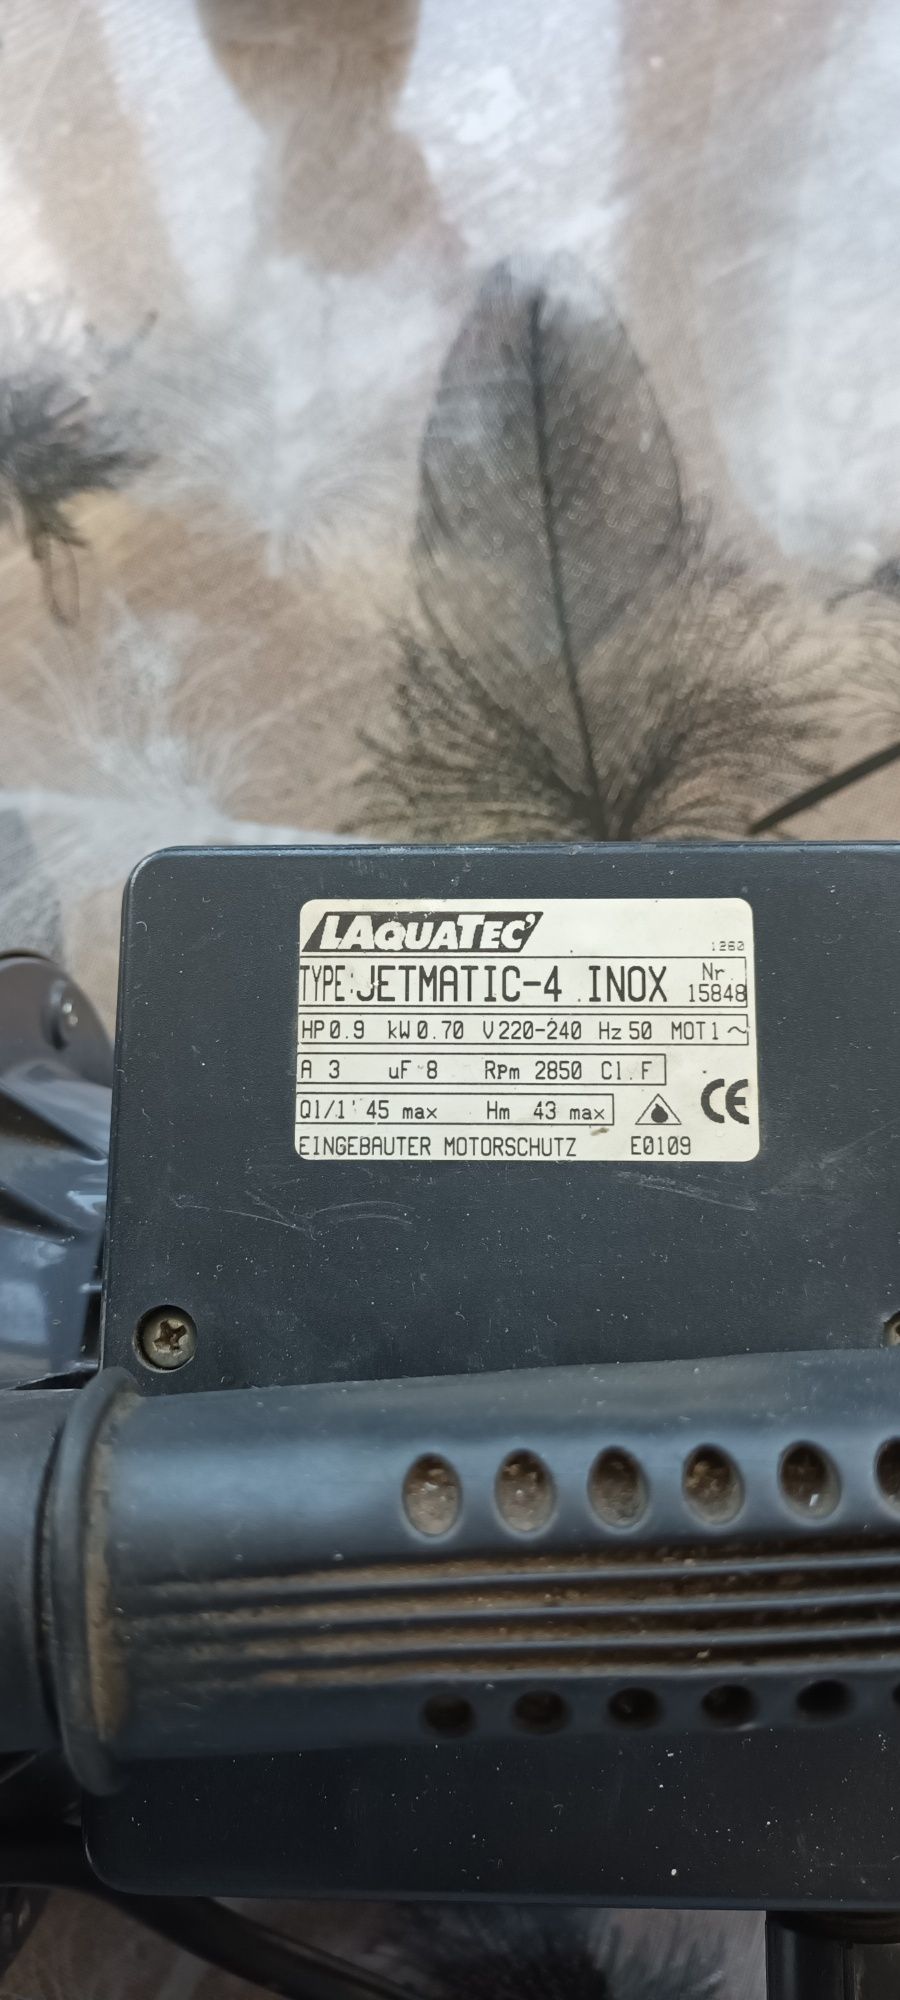 LAQUATEC'
1260
TYPE: JETMATIC-4 INOX Nr. 15848
HP 0.9 kW 0.70 V 220-240 Hz 50 MOT 1 ~
A 3 uF 8 Rpm 2850 Cl. F
Ql/1' 45 max Hm 43 max CE
EINGEBAUTER MOTORSCHUTZ E0109